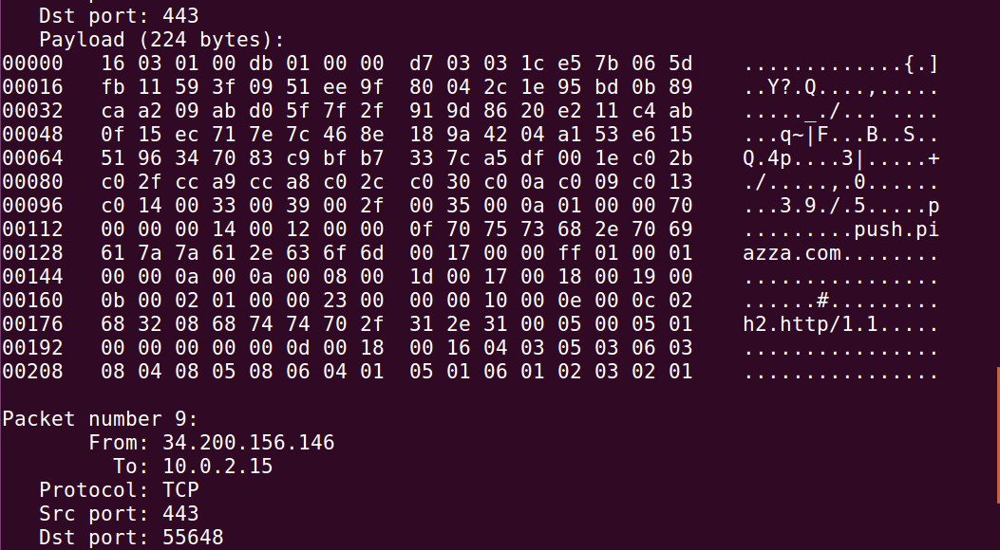 Dst port: 443
Payload (224 bytes):
00000   16 03 01 00 db 01 00 00  d7 03 03 1c e5 7b 06 5d    .............{.]
00016   fb 11 59 3f 09 51 ee 9f  80 04 2c 1e 95 bd 0b 89    ..Y?.Q....,.....
00032   ca a2 09 ab d0 5f 7f 2f  91 9d 86 20 e2 11 c4 ab    ....._./... ....
00048   0f 15 ec 71 7e 7c 46 8e  18 9a 42 04 a1 53 e6 15    ...q~|F...B..S..
00064   51 96 34 70 83 c9 bf b7  33 7c a5 df 00 1e c0 2b    Q.4p....3|.....+
00080   c0 2f cc a9 cc a8 c0 2c  c0 30 c0 0a c0 09 c0 13    ./.....,.0......
00096   c0 14 00 33 00 39 00 2f  00 35 00 0a 01 00 00 70    ...3.9./.5.....p
00112   00 00 00 14 00 12 00 00  0f 70 75 73 68 2e 70 69    .........push.pi
00128   61 7a 7a 61 2e 63 6f 6d  00 17 00 00 ff 01 00 01    azza.com........
00144   00 00 0a 00 0a 00 08 00  1d 00 17 00 18 00 19 00    ................
00160   0b 00 02 01 00 00 23 00  00 00 10 00 0e 00 0c 02    ......#.........
00176   68 32 08 68 74 74 70 2f  31 2e 31 00 05 00 05 01    h2.http/1.1.....
00192   00 00 00 00 00 0d 00 18  00 16 04 03 05 03 06 03    ................
00208   08 04 08 05 08 06 04 01  05 01 06 01 02 03 02 01    ................
Packet number 9:
From: 34.200.156.146
To: 10.0.2.15
Protocol: TCP
Src port: 443
Dst port: 55648